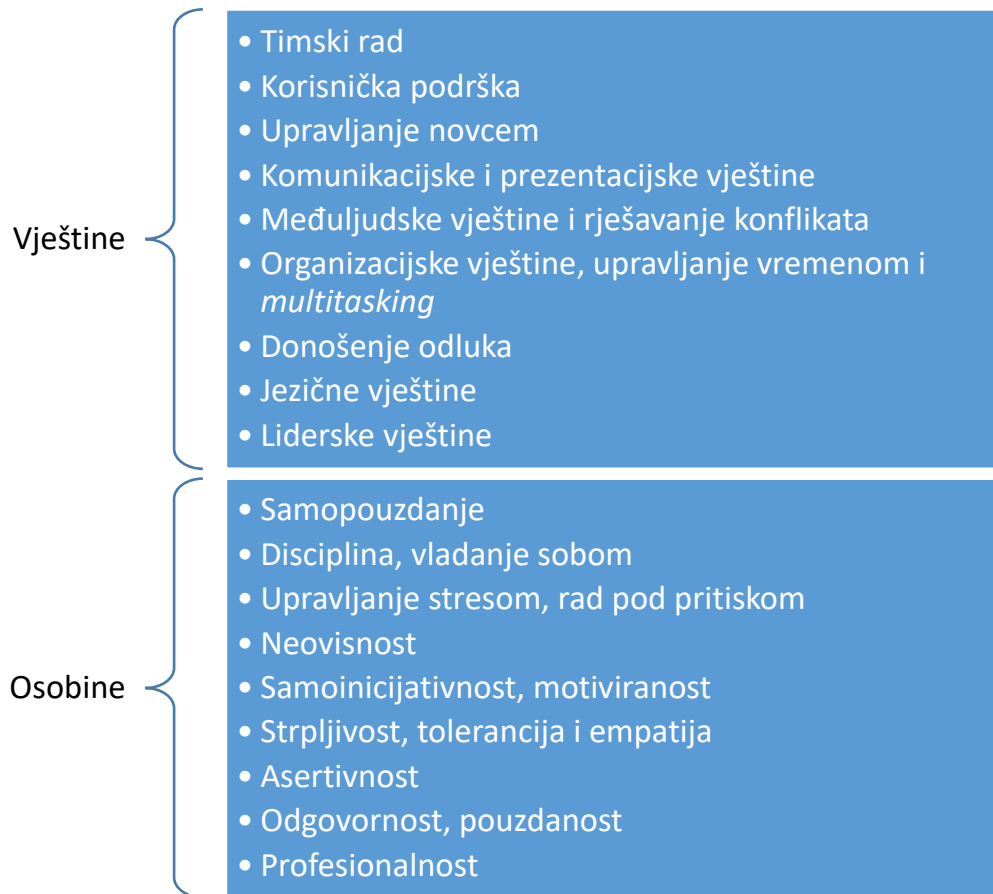 Vještine
• Timski rad
• Korisnička podrška
• Upravljanje novcem
• Komunikacijske i prezentacijske vještine
• Međuljudske vještine i rješavanje konflikata
• Organizacijske vještine, upravljanje vremenom i
multitasking
• Donošenje odluka
• Jezične vještine
• Liderske vještine
Osobine
• Samopouzdanje
• Disciplina, vladanje sobom
• Upravljanje stresom, rad pod pritiskom
• Neovisnost
• Samoinicijativnost, motiviranost
• Strpljivost, tolerancija i empatija
• Asertivnost
• Odgovornost, pouzdanost
• Profesionalnost